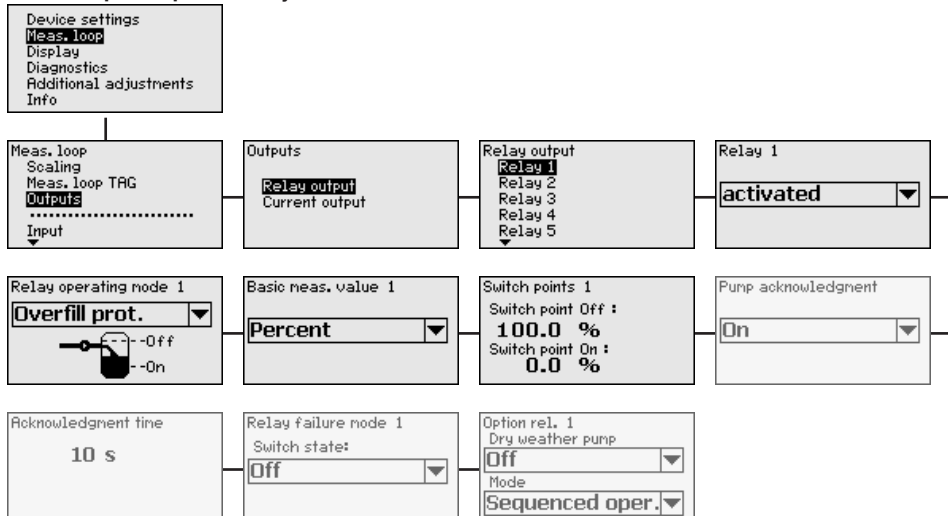 Device settings
Meas. loop
Display
Diagnostics
Additional adjustments
Info
Meas. loop
Scaling
Meas. loop TAG
Outputs
Input
Outputs
Relay output
Current output
Relay output
Relay 1
Relay 2
Relay 3
Relay 4
Relay 5
Relay 1
activated
Relay operating mode 1
Overfill prot.
--Off
--On
Basic meas. value 1
Percent
Switch points 1
Switch point Off :
100.0 %
Switch point On :
0.0 %
Pump acknowledgment
On
Acknowledgment time
10 s
Relay failure mode 1
Switch state:
Off
Option rel. 1
Dry weather pump
Off
Mode
Sequenced oper.